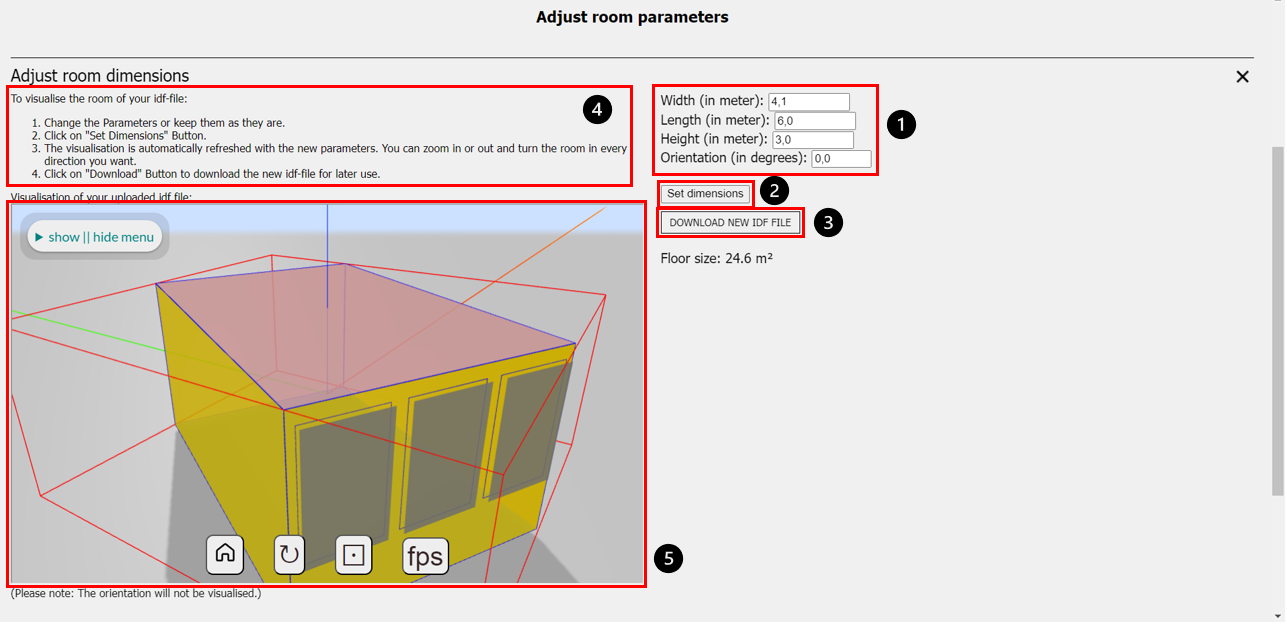 Adjust room parameters
Adjust room dimensions
To visualise the room of your idf-file:
1. Change the Parameters or keep them as they are.
2. Click on "Set Dimensions" Button.
3. The visualisation is automatically refreshed with the new parameters. You can zoom in or out and turn the room in every
direction you want.
4. Click on "Download" Button to download the new idf-file for later use.
4
Visualisation of your uploaded idf file:
▶ show || hide menu
fps
5
(Please note: The orientation will not be visualised.)
Width (in meter): 4,1
Length (in meter): 6,0
Height (in meter): 3,0
Orientation (in degrees): 0,0
1
Set dimensions
2
DOWNLOAD NEW IDF FILE
3
Floor size: 24.6 m²